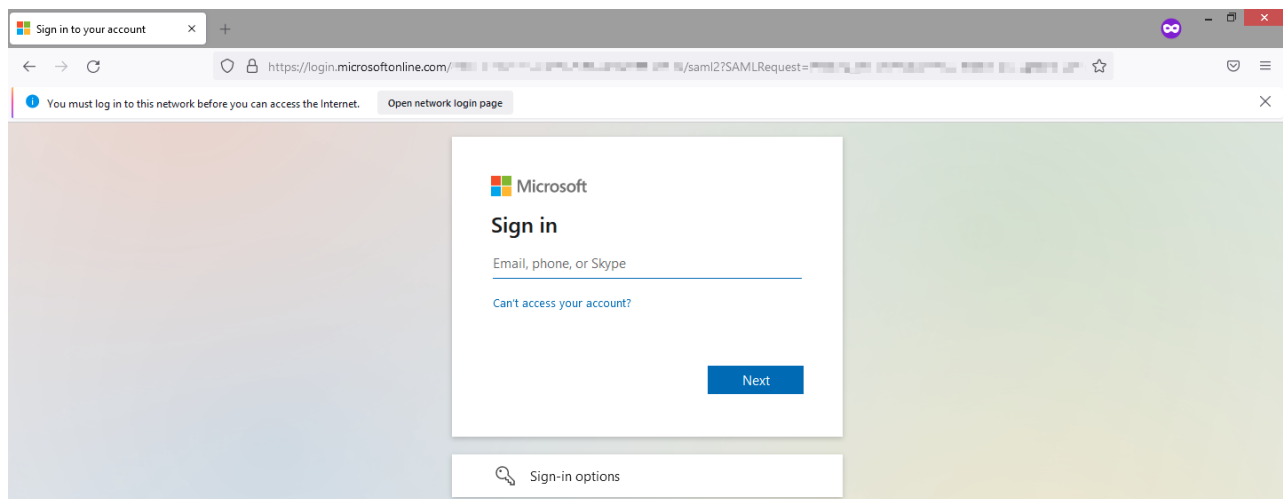 Sign in to your account
https://login.microsoftonline.com/ /saml2?SAMLRequest=
You must log in to this network before you can access the Internet. Open network login page
Microsoft
Sign in
Email, phone, or Skype
Can't access your account?
Next
Sign-in options